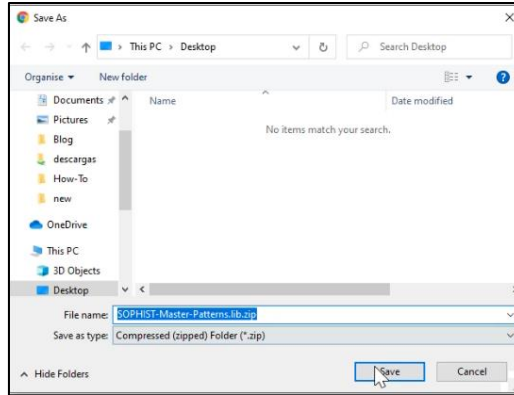 Save As
This PC > Desktop
Search Desktop
Organise
New folder
Documents
Name
Date modified
Pictures
No items match your search.
Blog
descargas
How-To
new
OneDrive
This PC
3D Objects
Desktop
File name: SOPHIST-Master-Patterns.lib.zip
Save as type: Compressed (zipped) Folder (*.zip)
Hide Folders
Save
Cancel